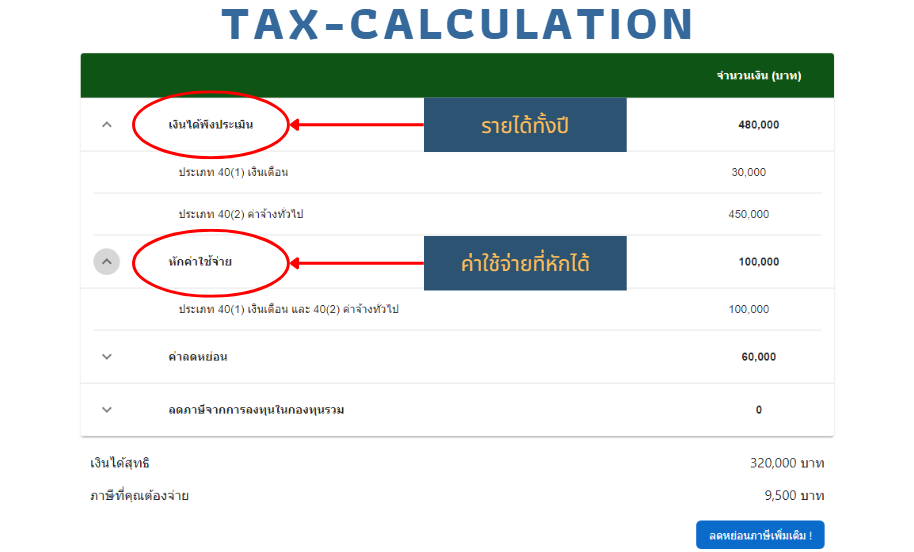 TAX-CALCULATION
จำนวนเงิน (บาท)
เงินได้พึงประเมิน รายได้ทั้งปี 480,000
ประเภท 40(1) เงินเดือน 30,000
ประเภท 40(2) ค่าจ้างทั่วไป 450,000
หักค่าใช้จ่าย ค่าใช้จ่ายที่หักได้ 100,000
ประเภท 40(1) เงินเดือน และ 40(2) ค่าจ้างทั่วไป 100,000
ค่าลดหย่อน 60,000
ลดภาษีจากการลงทุนในกองทุนรวม 0
เงินได้สุทธิ 320,000 บาท
ภาษีที่คุณต้องจ่าย 9,500 บาท
ลดหย่อนภาษีเพิ่มเติม !